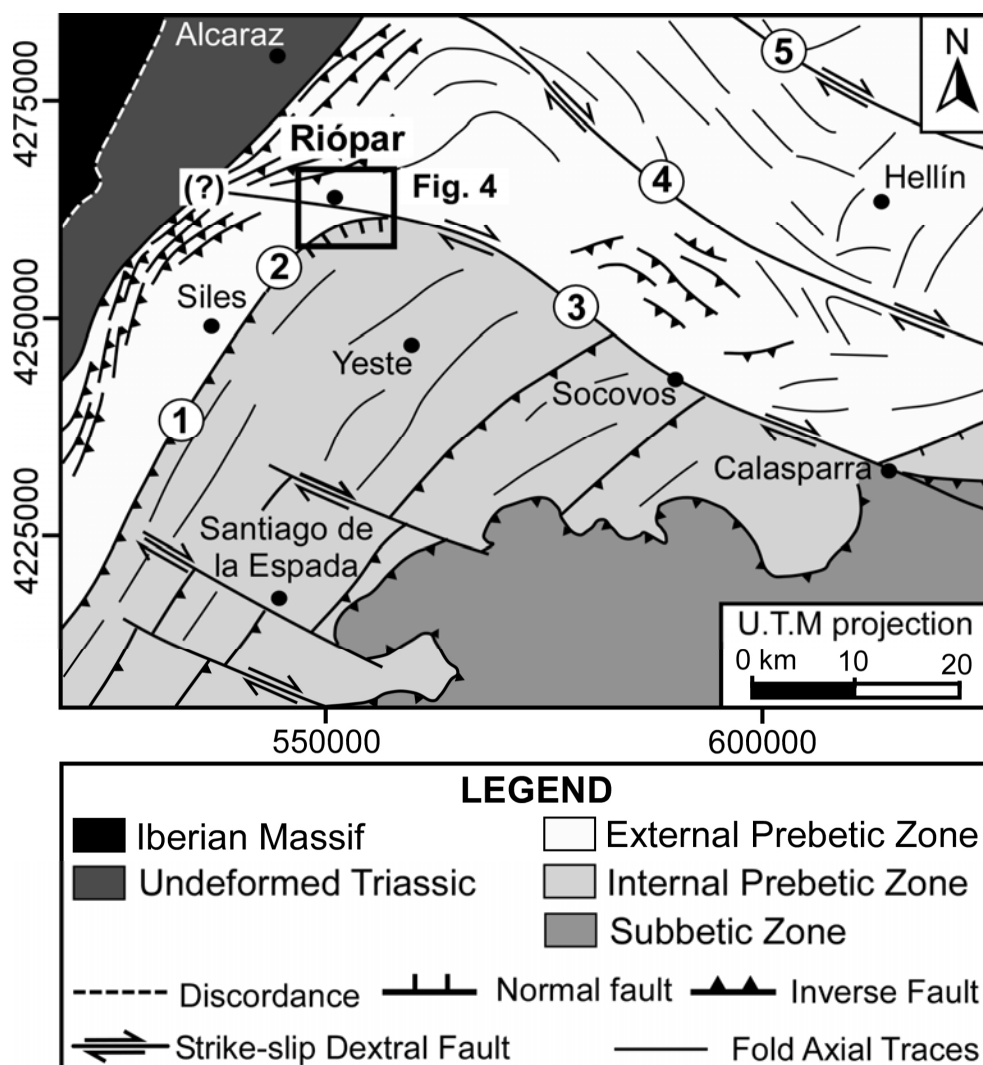 Alcaraz
5
N
4275000
Riópar
4
(?)
Fig. 4
Hellín
2
Siles
3
4250000
Yeste
Socovos
1
Calasparra
4225000
Santiago de
la Espada
U.T.M projection
0 km 10 20
550000 600000
LEGEND
Iberian Massif
External Prebetic Zone
Undeformed Triassic
Internal Prebetic Zone
Subbetic Zone
Discordance
Normal fault
Inverse Fault
Strike-slip Dextral Fault
Fold Axial Traces